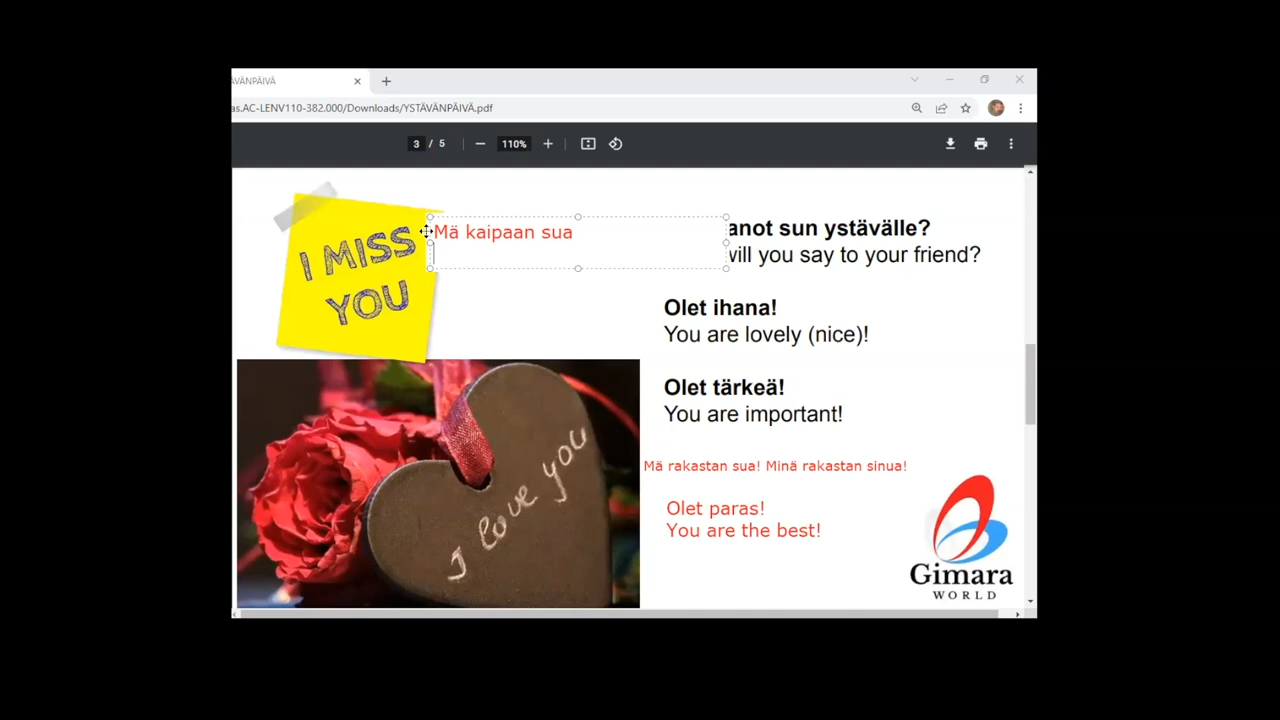 ÄVÄNPÄIVÄ
as.AC-LENV110-382.000/Downloads/YSTÄVÄNPÄIVÄ.pdf
3 / 5
110%
I MISS
YOU
Mä kaipaan sua
anot sun ystävälle?
will you say to your friend?
Olet ihana!
You are lovely (nice)!
Olet tärkeä!
You are important!
Mä rakastan sua! Minä rakastan sinua!
Olet paras!
You are the best!
I love you
Gimara
WORLD